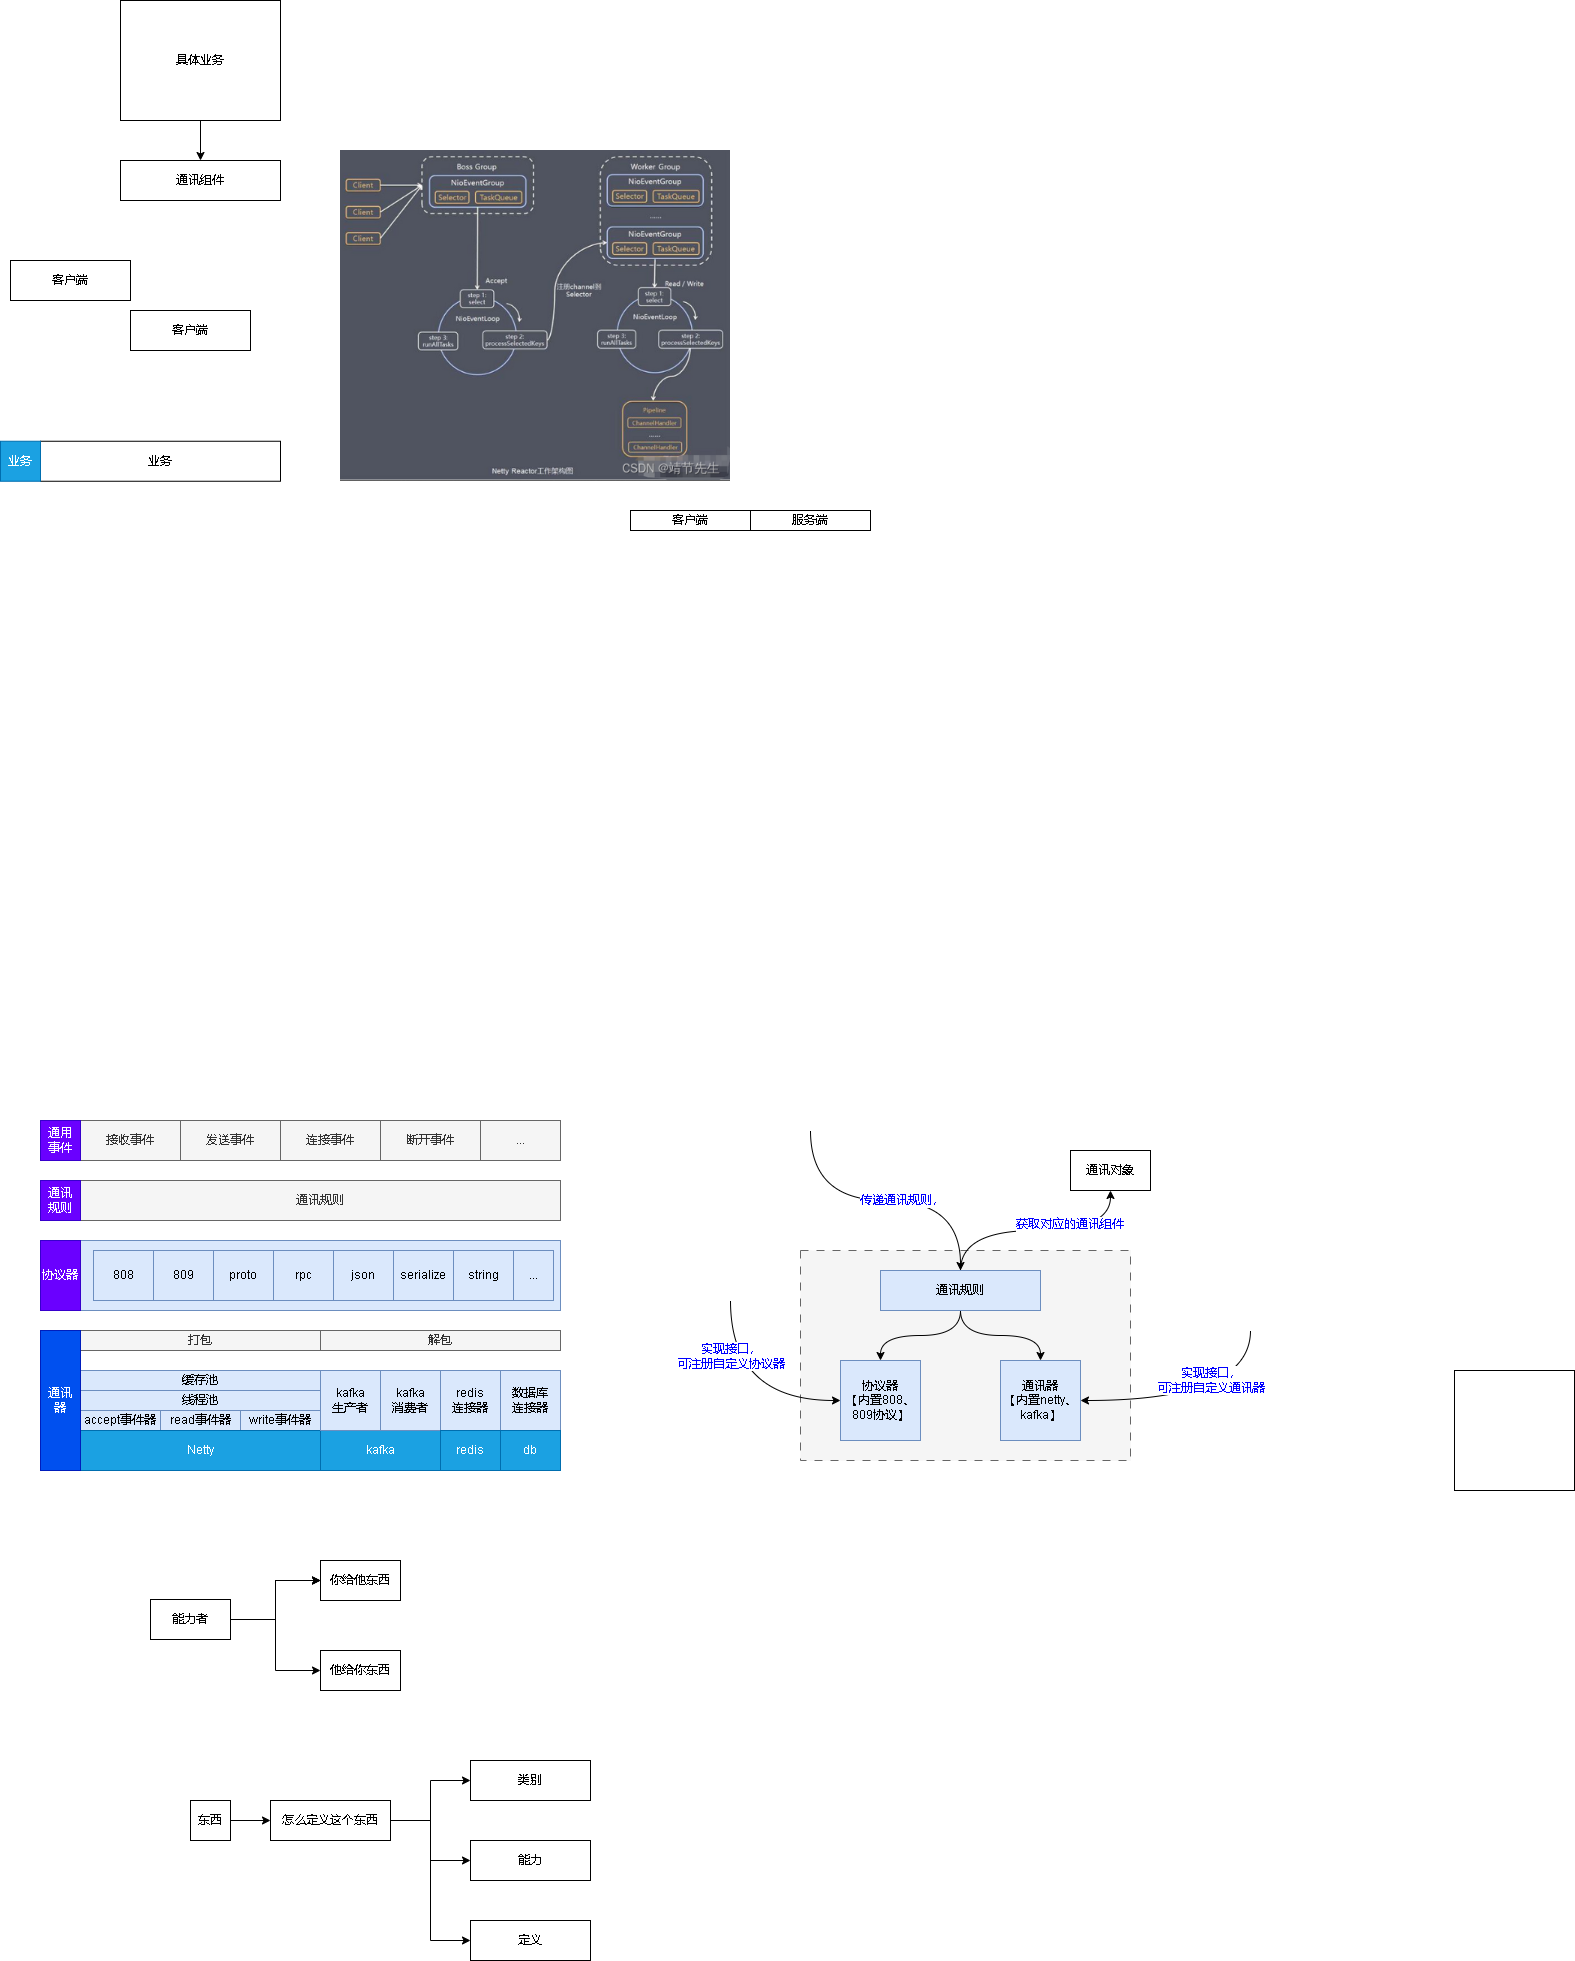 具体业务
通讯组件
客户端
客户端
业务
业务
Boss Group
NioEventGroup
Selector
TaskQueue
Client
Client
Client
Worker Group
NioEventGroup
Selector
TaskQueue
......
NioEventGroup
Selector
TaskQueue
Accept
注册channel到
Selector
Read / Write
step 1:
select
NioEventLoop
step 3:
runAllTasks
step 2:
processSelectedKeys
step 1:
select
NioEventLoop
step 3:
runAllTasks
step 2:
processSelectedKeys
Pipeline
ChannelHandler
......
ChannelHandler
Netty Reactor工作架构图
CSDN @靖节先生
客户端
服务端
通用
事件
接收事件
发送事件
连接事件
断开事件
...
通讯
规则
通讯规则
协议器
808
809
proto
rpc
json
serialize
string
...
通讯
器
打包
解包
缓存池
线程池
accept事件器
read事件器
write事件器
kafka
生产者
kafka
消费者
redis
连接器
数据库
连接器
Netty
kafka
redis
db
传递通讯规则，
通讯对象
获取对应的通讯组件
通讯规则
实现接口，
可注册自定义协议器
协议器
【内置808、
809协议】
通讯器
【内置netty、
kafka】
实现接口，
可注册自定义通讯器
能力者
你给他东西
他给你东西
东西
怎么定义这个东西
类别
能力
定义